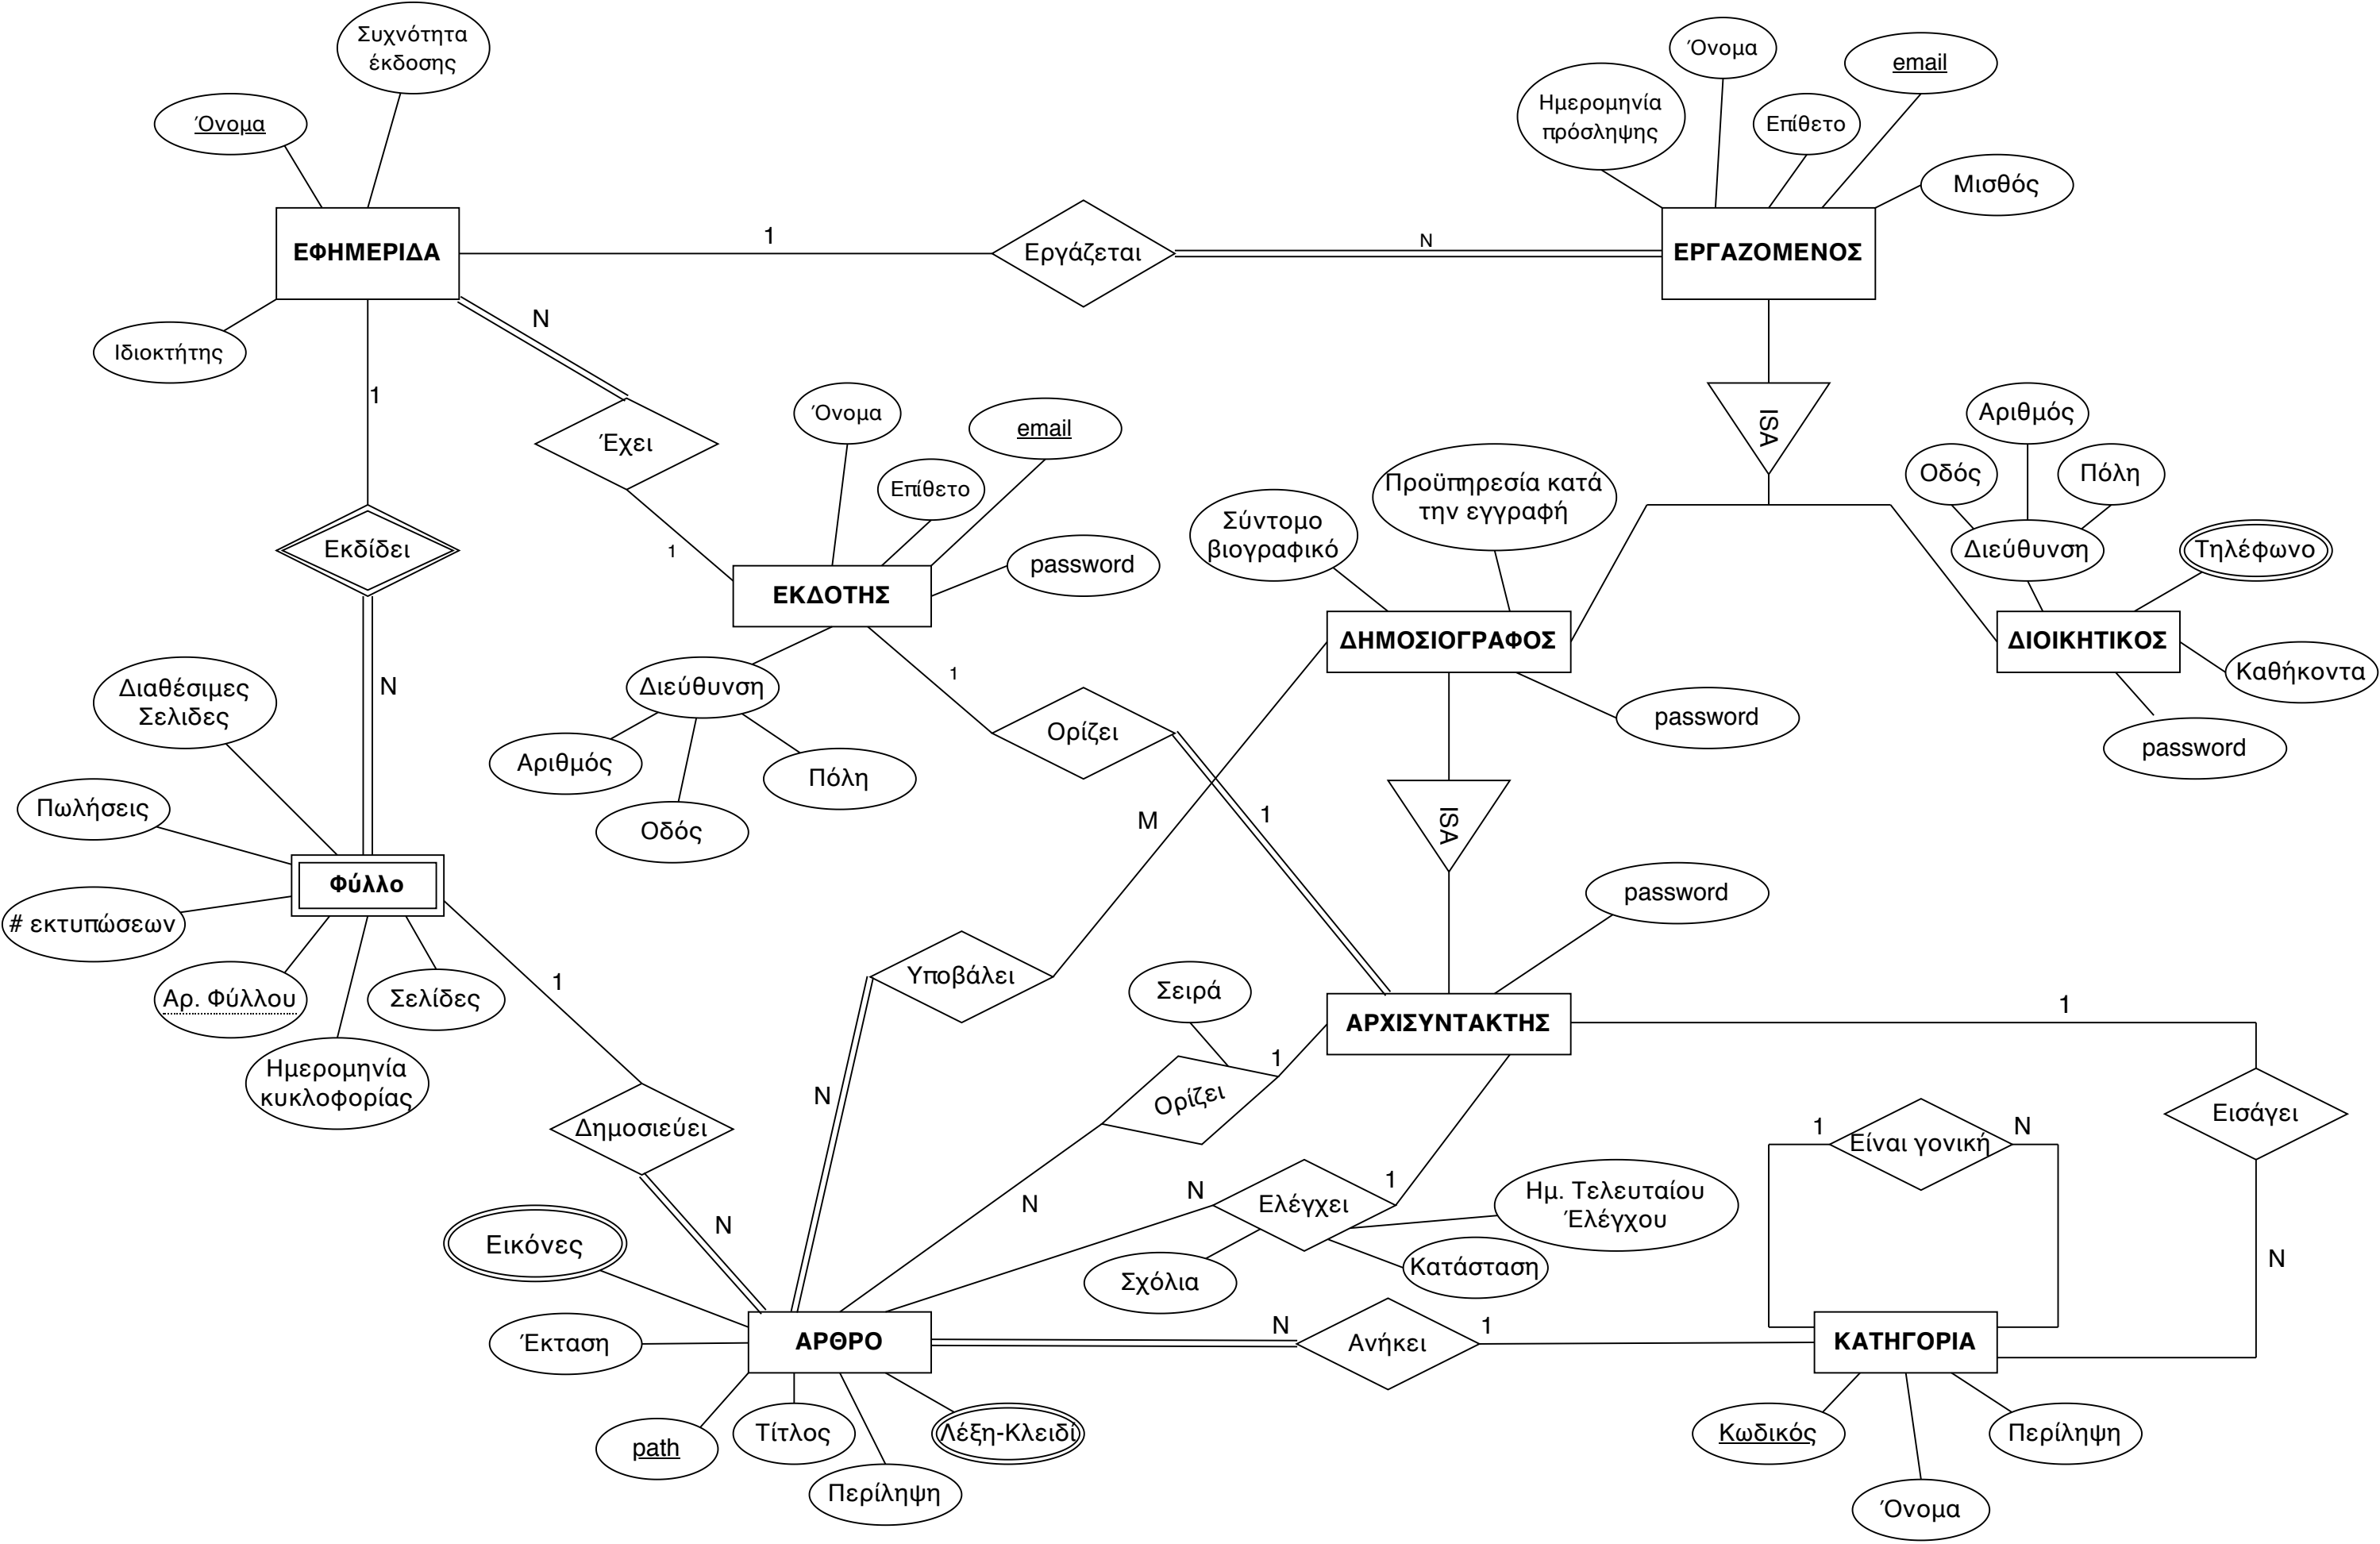 Συχνότητα
έκδοσης
Όνομα
email
Ημερομηνία
πρόσληψης
Όνομα
Επίθετο
Μισθός
1
N
ΕΦΗΜΕΡΙΔΑ
Εργάζεται
ΕΡΓΑΖΟΜΕΝΟΣ
N
Ιδιοκτήτης
1
Έχει
Όνομα
email
ISA
Αριθμός
Οδός
Πόλη
Επίθετο
Προϋπηρεσία κατά
την εγγραφή
Σύντομο
βιογραφικό
Εκδίδει
1
password
Διεύθυνση
Τηλέφωνο
ΕΚΔΟΤΗΣ
ΔΗΜΟΣΙΟΓΡΑΦΟΣ
ΔΙΟΙΚΗΤΙΚΟΣ
N
Διαθέσιμες
Σελιδες
Διεύθυνση
1
Καθήκοντα
Ορίζει
password
password
Αριθμός
Πόλη
Οδός
Πωλήσεις
M
1
ISA
Φύλλο
password
# εκτυπώσεων
Αρ. Φύλλου
Σελίδες
1
Υποβάλει
Σειρά
ΑΡΧΙΣΥΝΤΑΚΤΗΣ
1
Ημερομηνία
κυκλοφορίας
N
Ορίζει
1
Δημοσιεύει
1
Είναι γονική
N
Εισάγει
N
N
N
Ελέγχει
1
Ημ. Τελευταίου
Έλέγχου
Εικόνες
Σχόλια
Κατάσταση
N
Έκταση
ΑΡΘΡΟ
N
Ανήκει
1
ΚΑΤΗΓΟΡΙΑ
path
Τίτλος
Λέξη-Κλειδί
Κωδικός
Περίληψη
Περίληψη
Όνομα